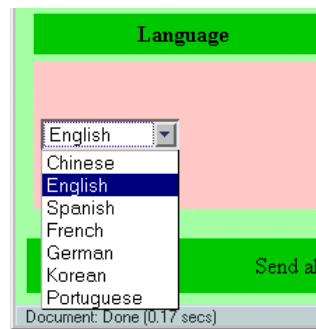 Language
English
Chinese
English
Spanish
French
German
Korean
Portuguese
Send al
Document: Done (0.17 secs)